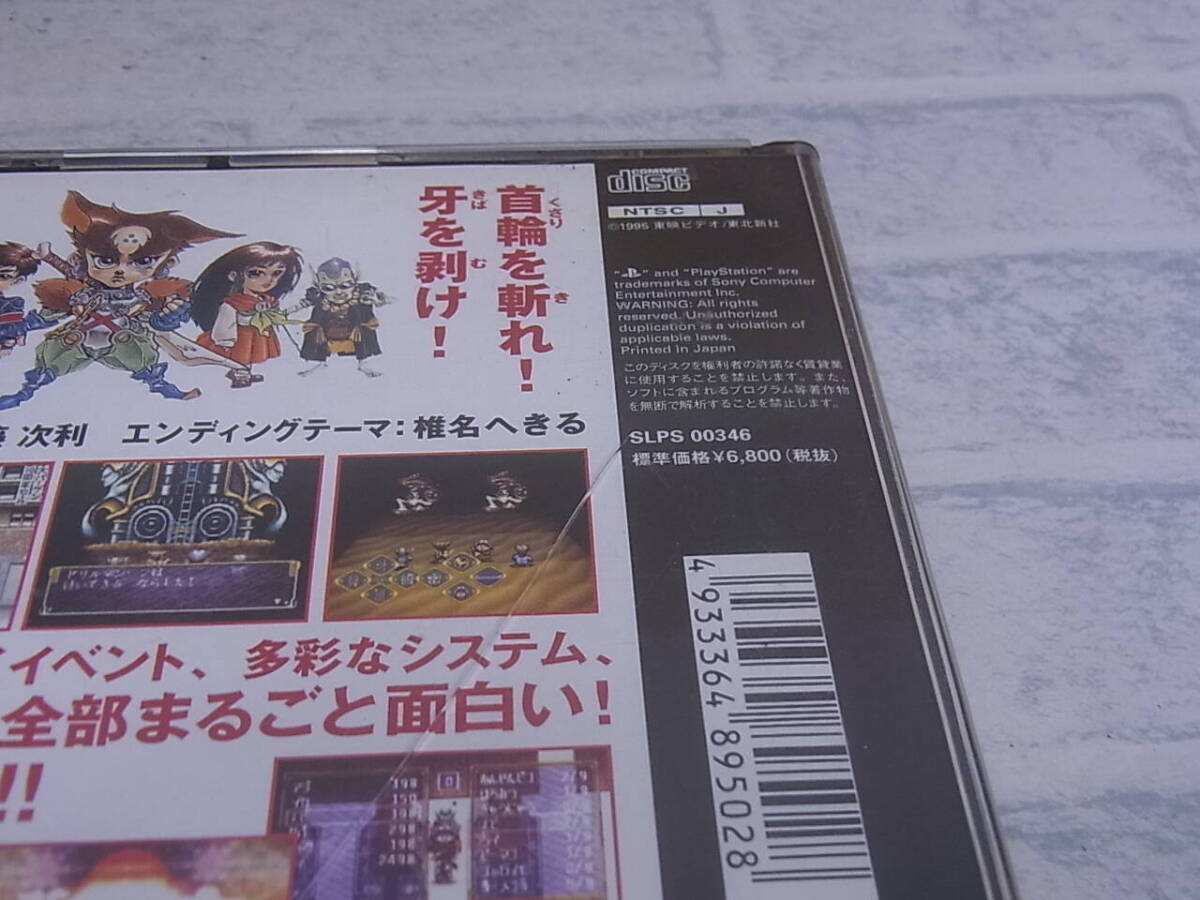 COMPACT
disc
NTSC J
©1995 東映ビデオ/東北新社
首輪を斬れ!
くさり き
牙を剥け!
きば む
"PS" and "PlayStation" are
trademarks of Sony Computer
Entertainment Inc.
WARNING: All rights
reserved. Unauthorized
duplication is a violation of
applicable laws.
Printed in Japan
このディスクを権利者の許諾なく賃貸業
に使用することを禁止します。また、
ソフトに含まれるプログラム等著作物
を無断で解析することを禁止します。
次利 エンディングテーマ:椎名へきる
SLPS 00346
標準価格¥6,800(税抜)
イベント、多彩なシステム、
全部まるごと面白い!
!!
4933364895028